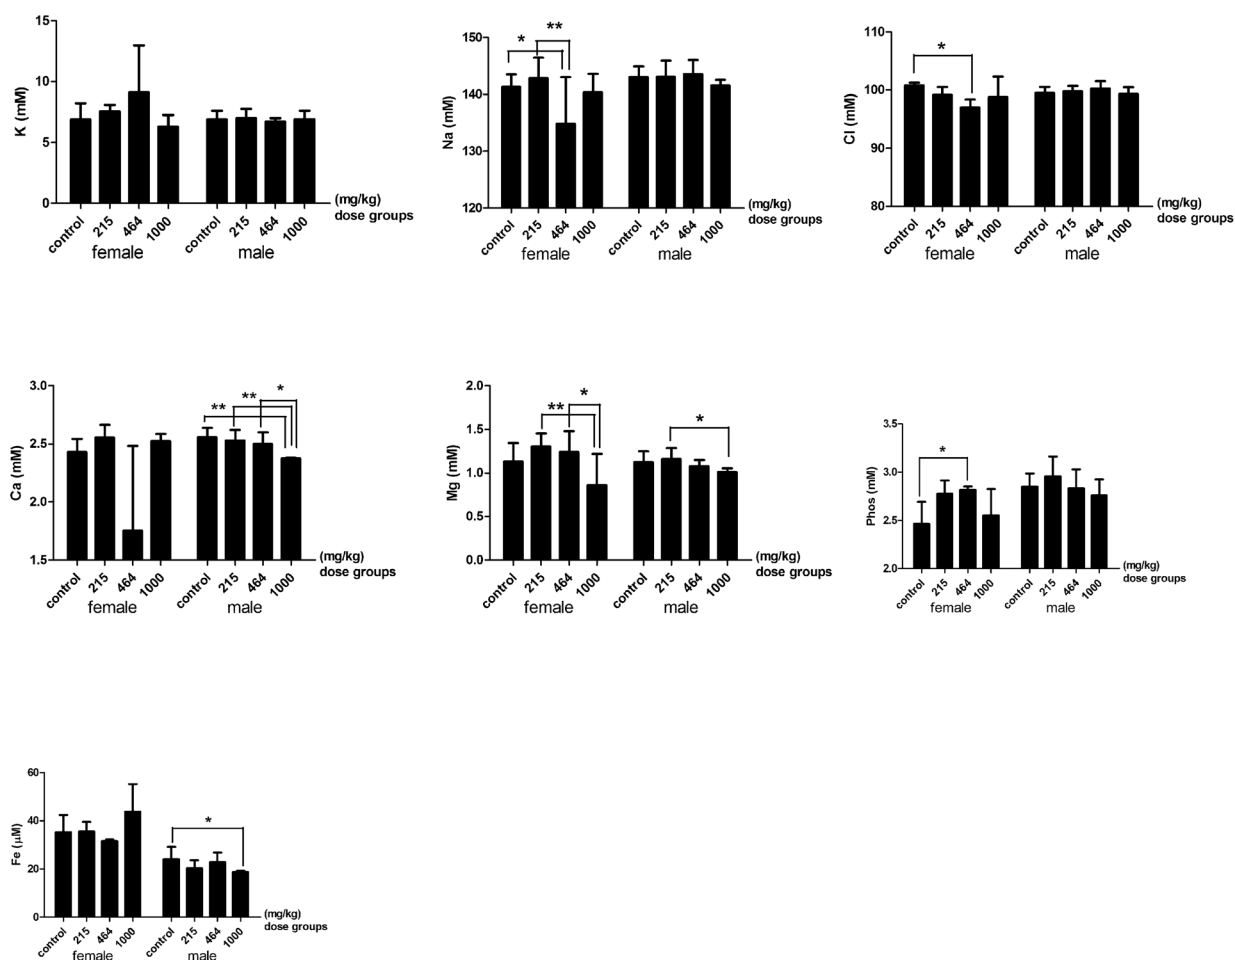 K (mM)
15
10
5
0
control 215 464 1000 control 215 464 1000
(mg/kg)
dose groups
female male
Na (mM)
150
140
130
120
* **
control 215 464 1000 control 215 464 1000
(mg/kg)
dose groups
female male
Cl (mM)
110
100
90
80
*
control 215 464 1000 control 215 464 1000
(mg/kg)
dose groups
female male
Ca (mM)
3.0
2.5
2.0
1.5
** ** *
control 215 464 1000 control 215 464 1000
(mg/kg)
dose groups
female male
Mg (mM)
2.0
1.5
1.0
0.5
0.0
** * *
control 215 464 1000 control 215 464 1000
(mg/kg)
dose groups
female male
Phos (mM)
3.5
3.0
2.5
2.0
*
control 215 464 1000 control 215 464 1000
(mg/kg)
dose groups
female male
Fe (μM)
60
40
20
0
*
control 215 464 1000 control 215 464 1000
(mg/kg)
dose groups
female male